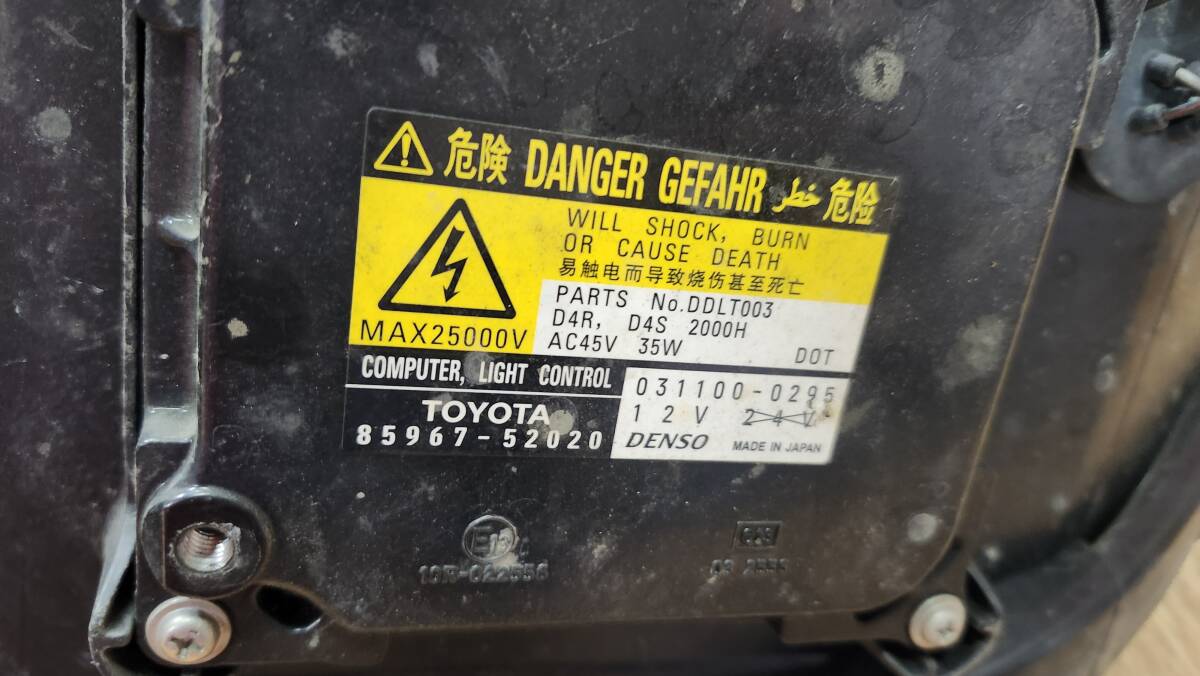 危険 DANGER GEFAHR خطر 危险
WILL SHOCK, BURN
OR CAUSE DEATH
易触电而导致烧伤甚至死亡
MAX25000V
PARTS No.DDLT003
D4R, D4S 2000H
AC45V 35W DOT
COMPUTER, LIGHT CONTROL
TOYOTA
85967-52020
031100-0295
12V 24V
DENSO MADE IN JAPAN